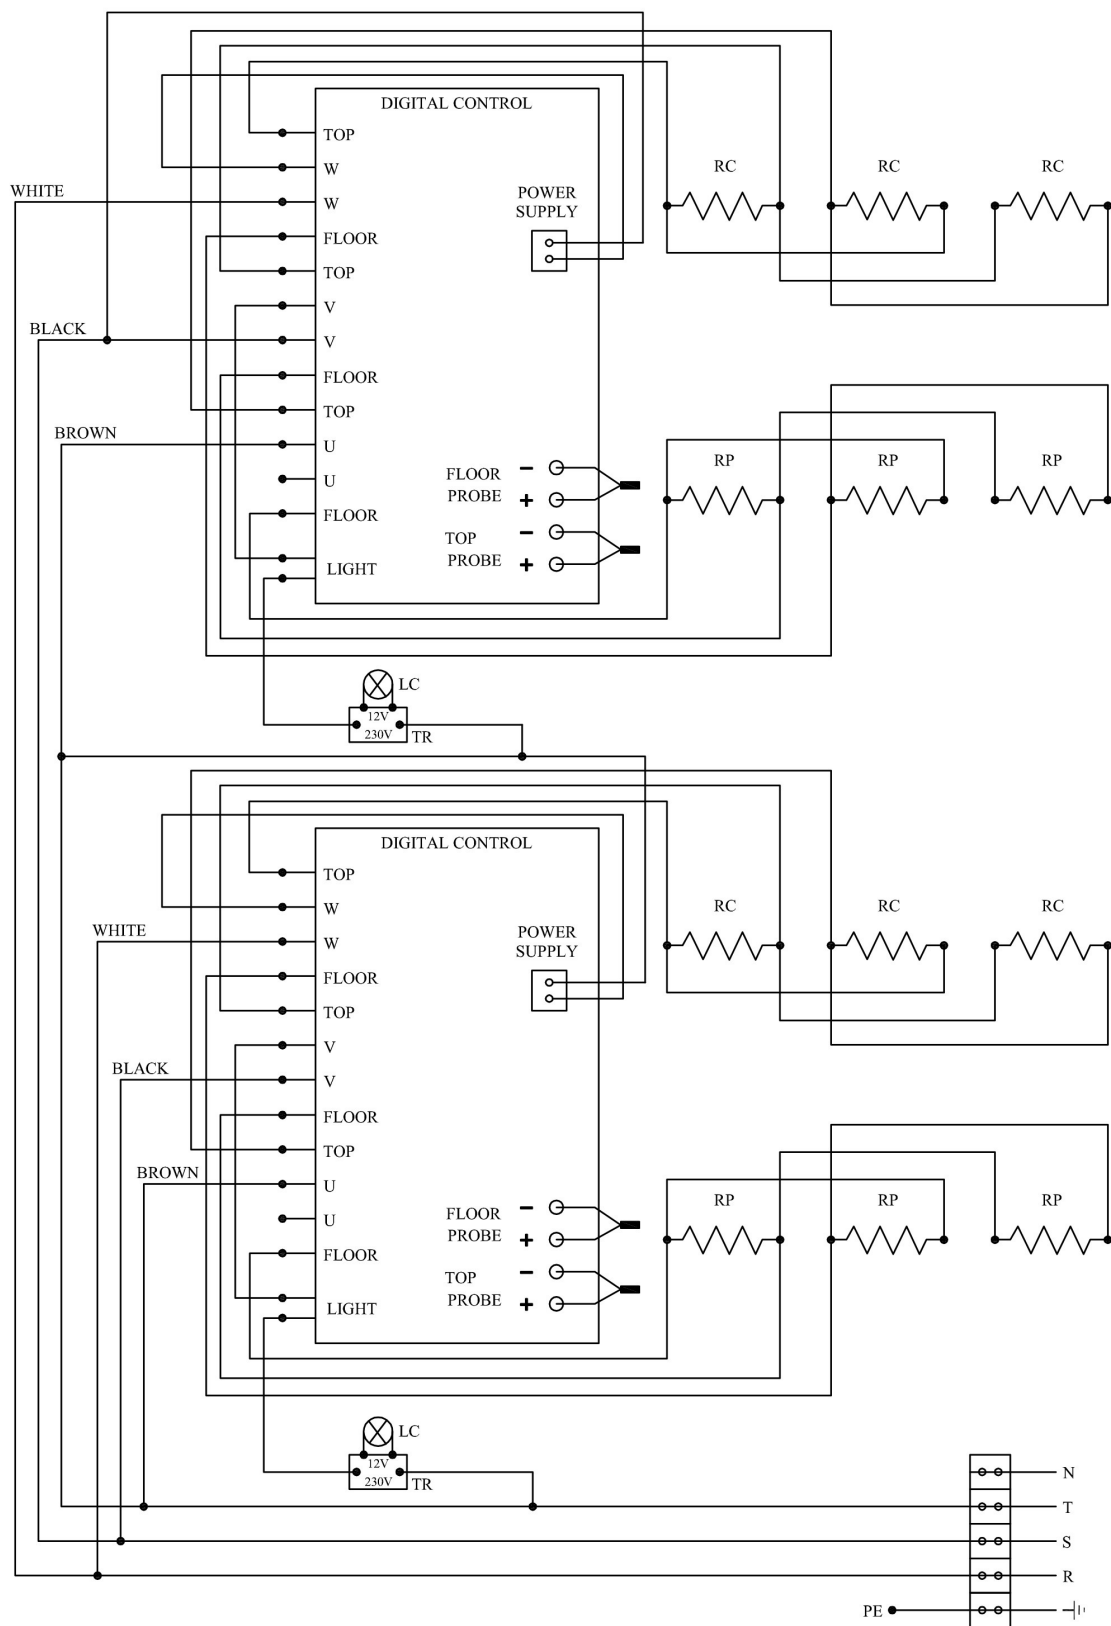 DIGITAL CONTROL
TOP
W
WHITE
W
POWER
SUPPLY
RC
RC
RC
FLOOR
TOP
V
BLACK
V
FLOOR
TOP
BROWN
U
U
FLOOR
LIGHT
FLOOR
PROBE
−
+
TOP
PROBE
−
+
RP
RP
RP
LC
12V
230V
TR
DIGITAL CONTROL
TOP
W
WHITE
W
POWER
SUPPLY
RC
RC
RC
FLOOR
TOP
V
BLACK
V
FLOOR
TOP
BROWN
U
U
FLOOR
LIGHT
FLOOR
PROBE
−
+
TOP
PROBE
−
+
RP
RP
RP
LC
12V
230V
TR
N
T
S
R
PE